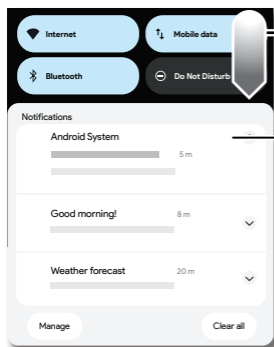 Internet
Mobile data
Bluetooth
Do Not Disturb
Notifications
Android System
5 m
Good morning!
8 m
Weather forecast
20 m
Manage
Clear all